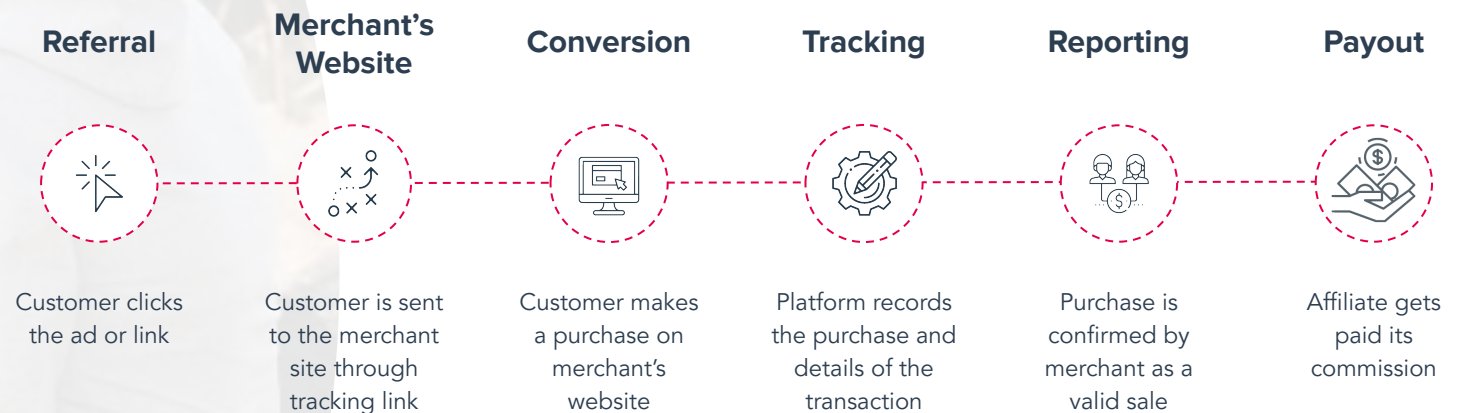 Referral
Customer clicks
the ad or link
Merchant's
Website
Customer is sent
to the merchant
site through
tracking link
Conversion
Customer makes
a purchase on
merchant's
website
Tracking
Platform records
the purchase and
details of the
transaction
Reporting
$
Purchase is
confirmed by
merchant as a
valid sale
Payout
$
Affiliate gets
paid its
commission